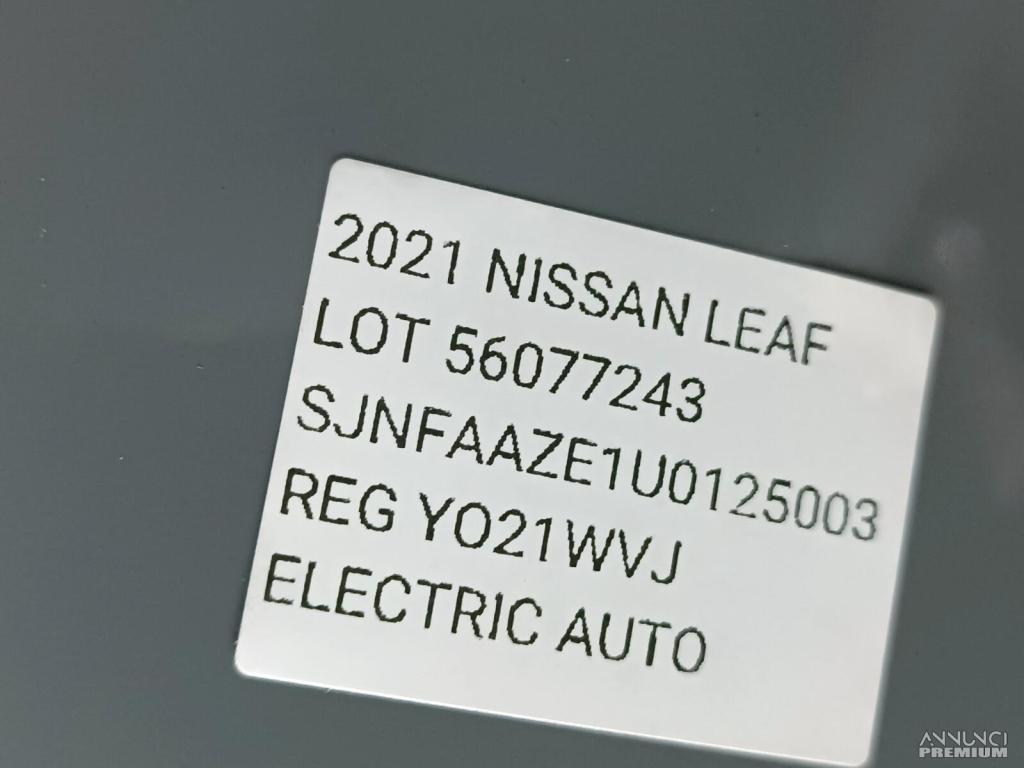 2021 NISSAN LEAF
LOT 56077243
SJNFAAZE1U0125003
REG YO21WVJ
ELECTRIC AUTO
ANNUNCI
PREMIUM